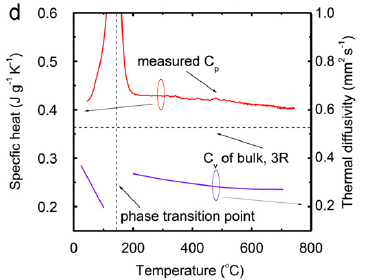 d
Specfic heat (J g⁻¹ K⁻¹)
0.6
0.5
0.4
0.3
0.2
measured Cp
Cv of bulk, 3R
phase transition point
1.0
0.8
0.6
0.4
0.2
Thermal diffusivity (mm² s⁻¹)
0
200
400
600
800
Temperature (°C)